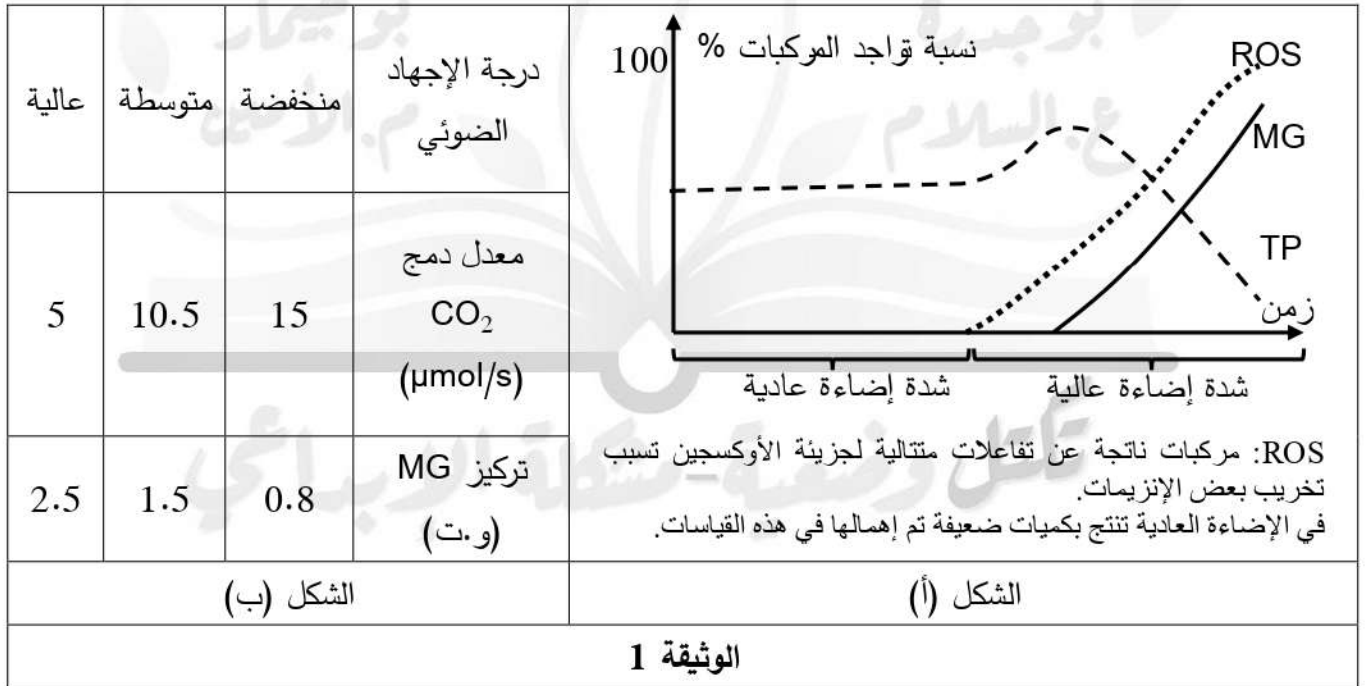 نسبة تواجد المركبات %
100
ROS
MG
TP
زمن
شدة إضاءة عادية
شدة إضاءة عالية
ROS: مركبات ناتجة عن تفاعلات متتالية لجزيئة الأوكسجين تسبب
تخريب بعض الإنزيمات.
في الإضاءة العادية تنتج بكميات ضعيفة تم إهمالها في هذه القياسات.
الشكل (أ)
درجة الإجهاد
الضوئي
منخفضة
متوسطة
عالية
معدل دمج
CO₂
(µmol/s)
15
10.5
5
تركيز MG
(و.ت)
0.8
1.5
2.5
الشكل (ب)
الوثيقة 1